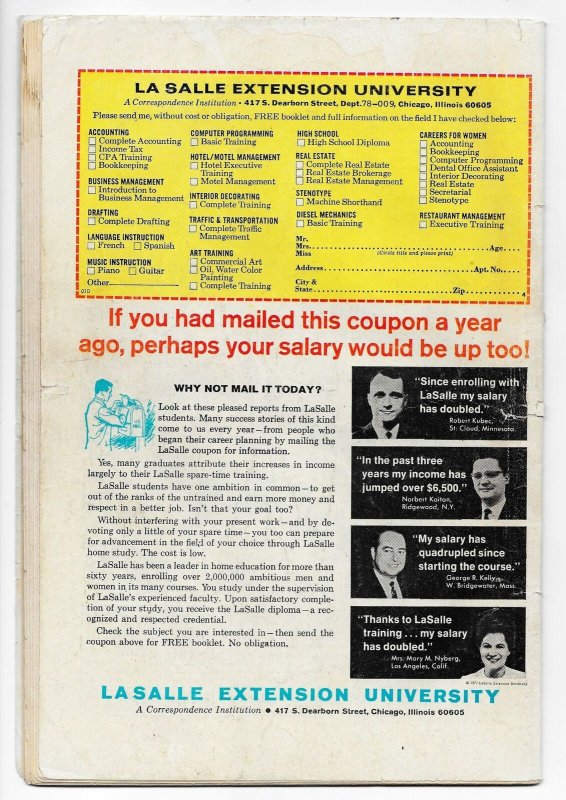 LA SALLE EXTENSION UNIVERSITY
A Correspondence Institution • 417 S. Dearborn Street, Dept. 78-009, Chicago, Illinois 60605
Please send me, without cost or obligation, FREE booklet and full information on the field I have checked below:
ACCOUNTING
Complete Accounting
Income Tax
CPA Training
Bookkeeping
BUSINESS MANAGEMENT
Introduction to
Business Management
DRAFTING
Complete Drafting
LANGUAGE INSTRUCTION
French Spanish
MUSIC INSTRUCTION
Piano Guitar
Other
010
COMPUTER PROGRAMMING
Basic Training
HOTEL/MOTEL MANAGEMENT
Hotel Executive
Training
Motel Management
INTERIOR DECORATING
Complete Training
TRAFFIC & TRANSPORTATION
Complete Traffic
Management
ART TRAINING
Commercial Art
Oil, Water Color
Painting
Complete Training
HIGH SCHOOL
High School Diploma
REAL ESTATE
Complete Real Estate
Real Estate Brokerage
Real Estate Management
STENOTYPE
Machine Shorthand
DIESEL MECHANICS
Basic Training
CAREERS FOR WOMEN
Accounting
Bookkeeping
Computer Programming
Dental Office Assistant
Interior Decorating
Real Estate
Secretarial
Stenotype
RESTAURANT MANAGEMENT
Executive Training
Mr.
Mrs. Age
Miss (Circle title and please print)
Address Apt. No.
City &
State Zip 4
If you had mailed this coupon a year
ago, perhaps your salary would be up too!
WHY NOT MAIL IT TODAY?
Look at these pleased reports from LaSalle
students. Many success stories of this kind
come to us every year—from people who
began their career planning by mailing the
LaSalle coupon for information.
Yes, many graduates attribute their increases in income
largely to their LaSalle spare-time training.
LaSalle students have one ambition in common—to get
out of the ranks of the untrained and earn more money and
respect in a better job. Isn't that your goal too?
Without interfering with your present work—and by de-
voting only a little of your spare time—you too can prepare
for advancement in the field of your choice through LaSalle
home study. The cost is low.
LaSalle has been a leader in home education for more than
sixty years, enrolling over 2,000,000 ambitious men and
women in its many courses. You study under the supervision
of LaSalle's experienced faculty. Upon satisfactory comple-
tion of your study, you receive the LaSalle diploma—a rec-
ognized and respected credential.
Check the subject you are interested in—then send the
coupon above for FREE booklet. No obligation.
"Since enrolling with
LaSalle my salary
has doubled."
Robert Kubec,
St. Cloud, Minnesota.
"In the past three
years my income has
jumped over $6,500."
Norbert Kaitan,
Ridgewood, N.Y.
"My salary has
quadrupled since
starting the course."
George R. Kelly,
W. Bridgewater, Mass.
"Thanks to LaSalle
training...my salary
has doubled."
Mrs. Mary M. Nyberg,
Los Angeles, Calif.
© 1971 LaSalle Extension University
LA SALLE EXTENSION UNIVERSITY
A Correspondence Institution • 417 S. Dearborn Street, Chicago, Illinois 60605